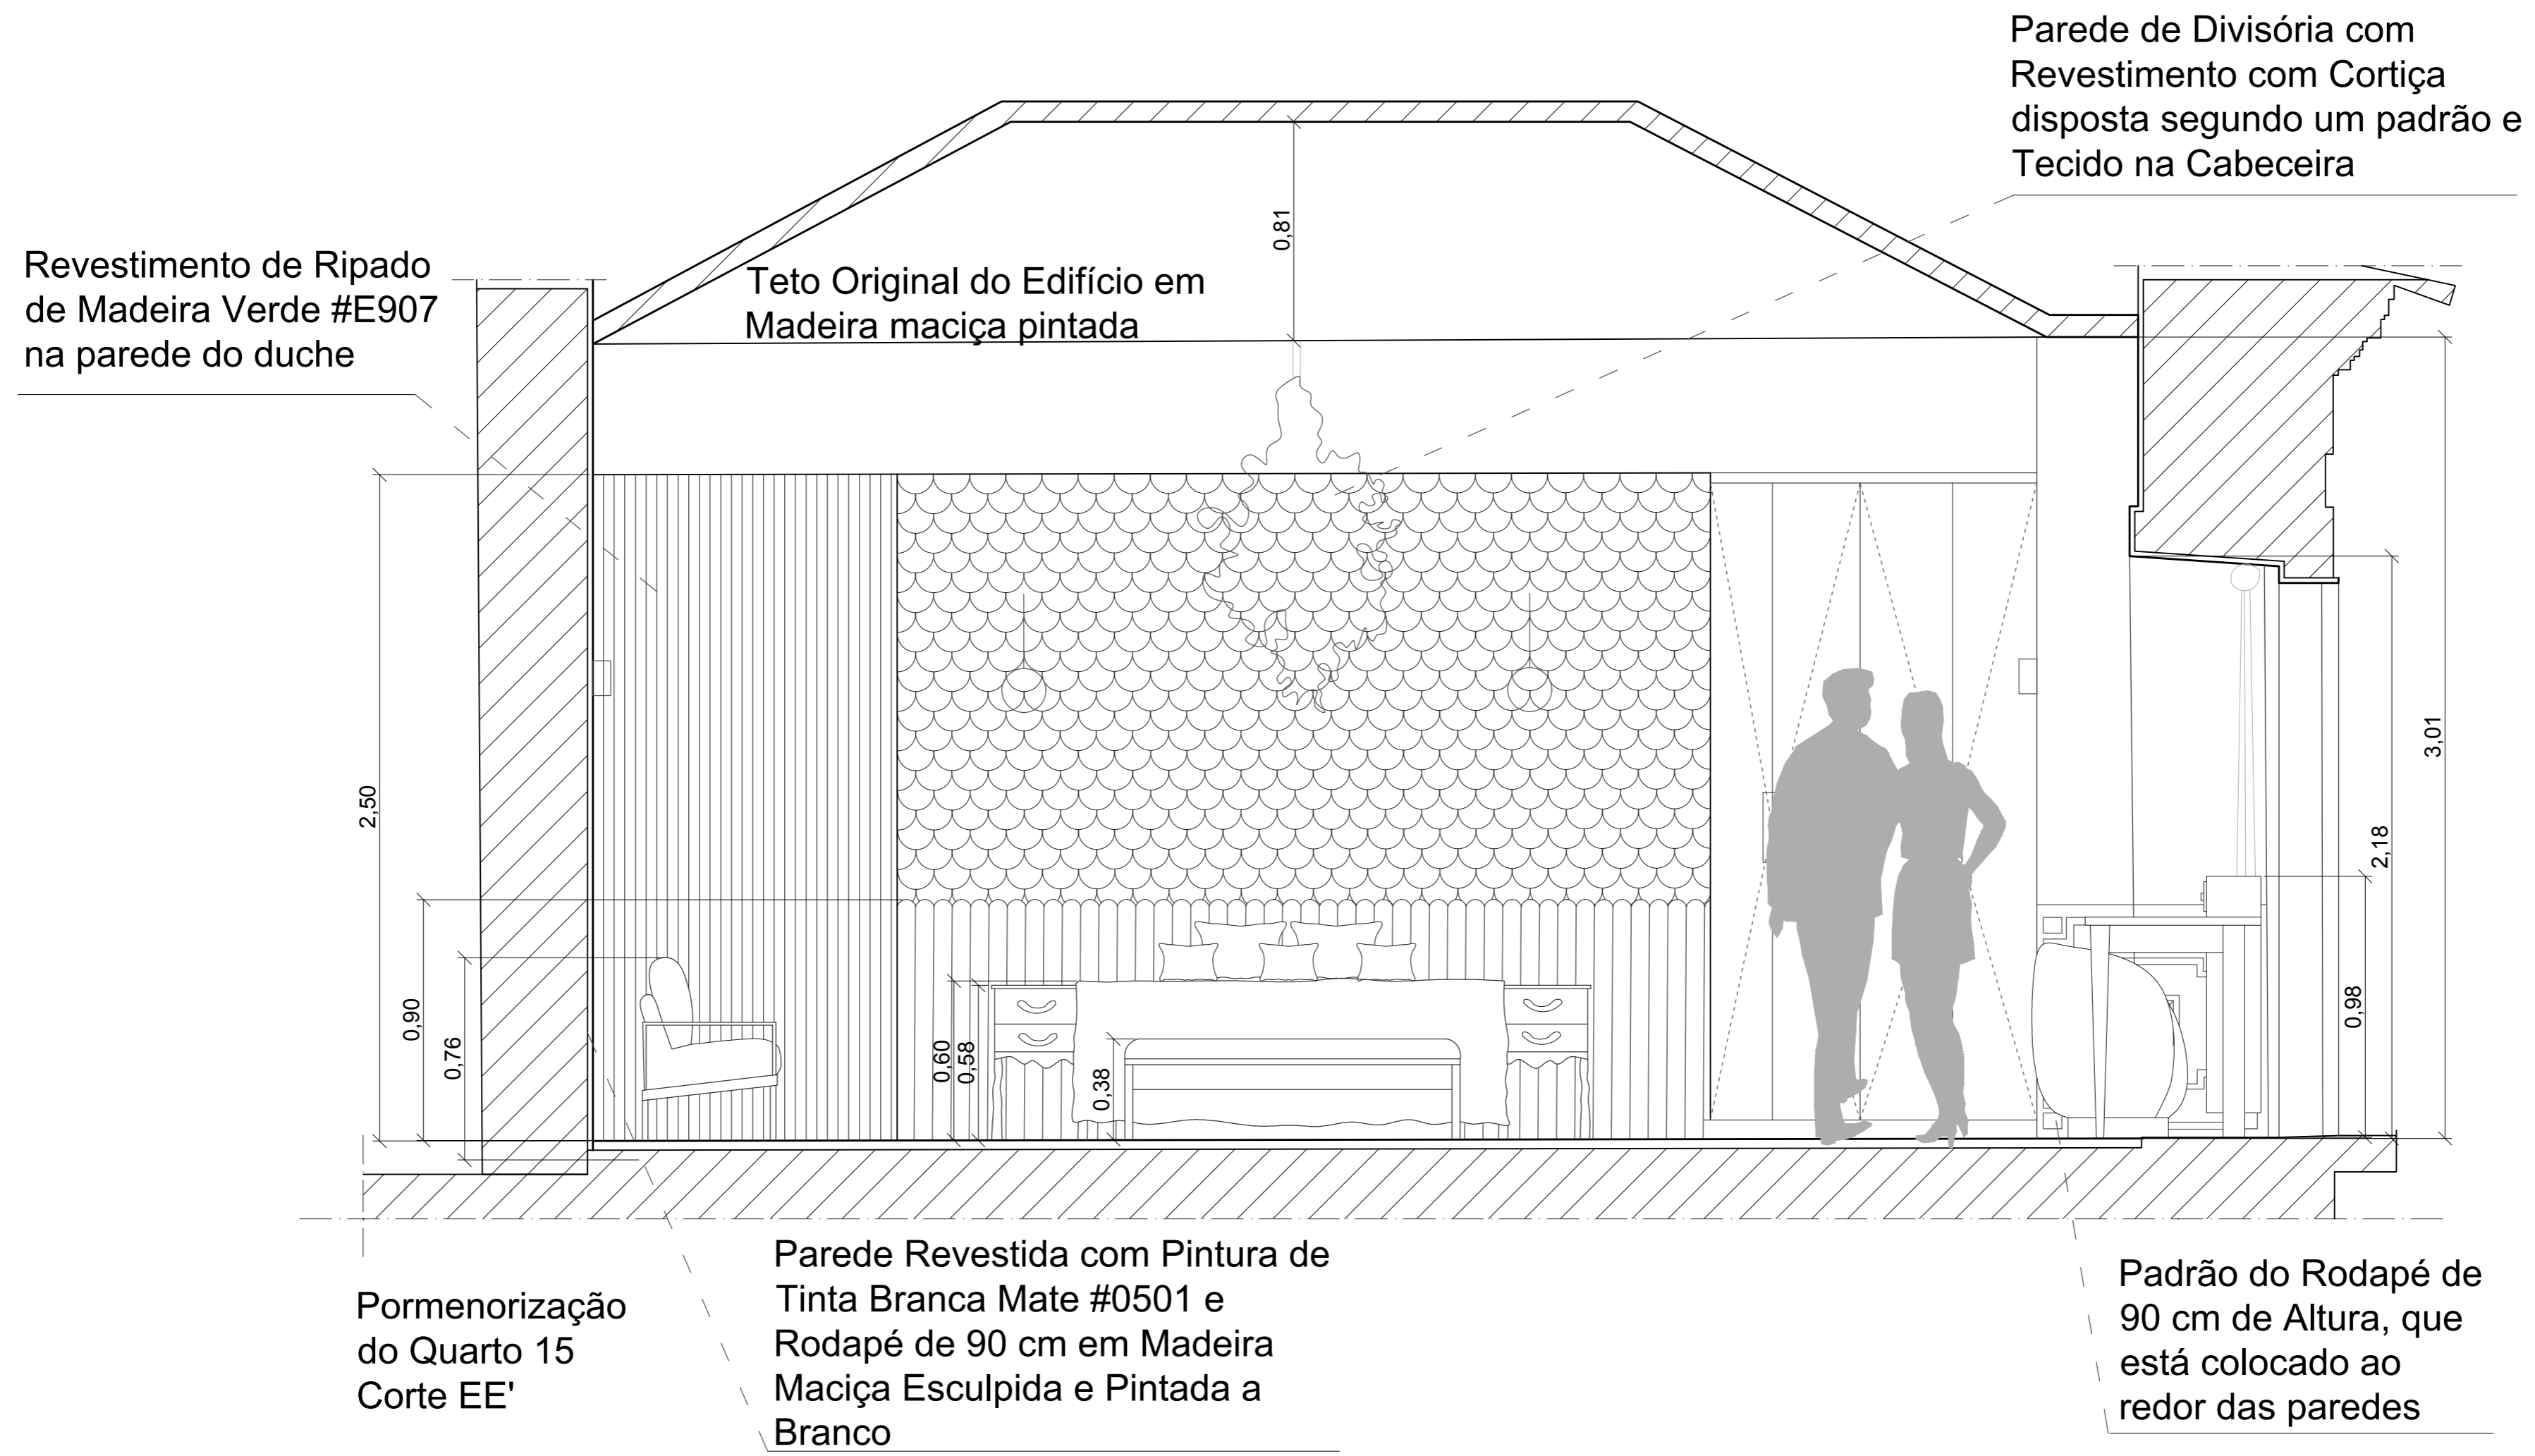 Parede de Divisória com
Revestimento com Cortiça
disposta segundo um padrão e
Tecido na Cabeceira
Revestimento de Ripado
de Madeira Verde #E907
na parede do duche
Teto Original do Edifício em
Madeira maciça pintada
0,81
2,50
0,90
0,76
0,60
0,58
0,38
3,01
2,18
0,98
Pormenorização
do Quarto 15
Corte EE'
Parede Revestida com Pintura de
Tinta Branca Mate #0501 e
Rodapé de 90 cm em Madeira
Maciça Esculpida e Pintada a
Branco
Padrão do Rodapé de
90 cm de Altura, que
está colocado ao
redor das paredes